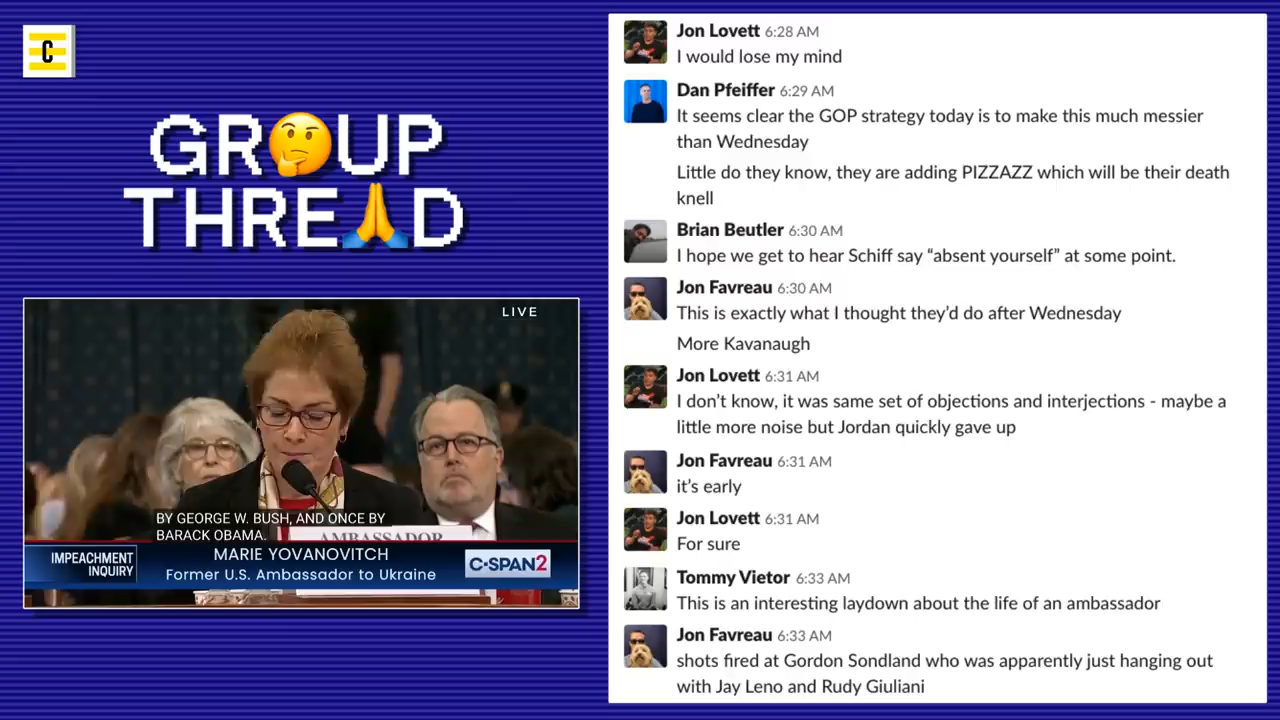 C
GR🤔UP
THRE🙏D
LIVE
BY GEORGE W. BUSH, AND ONCE BY
BARACK OBAMA.
AMBASSADOR
IMPEACHMENT
INQUIRY
MARIE YOVANOVITCH
Former U.S. Ambassador to Ukraine
C-SPAN2
Jon Lovett 6:28 AM
I would lose my mind
Dan Pfeiffer 6:29 AM
It seems clear the GOP strategy today is to make this much messier
than Wednesday
Little do they know, they are adding PIZZAZZ which will be their death
knell
Brian Beutler 6:30 AM
I hope we get to hear Schiff say “absent yourself” at some point.
Jon Favreau 6:30 AM
This is exactly what I thought they’d do after Wednesday
More Kavanaugh
Jon Lovett 6:31 AM
I don’t know, it was same set of objections and interjections - maybe a
little more noise but Jordan quickly gave up
Jon Favreau 6:31 AM
it’s early
Jon Lovett 6:31 AM
For sure
Tommy Vietor 6:33 AM
This is an interesting laydown about the life of an ambassador
Jon Favreau 6:33 AM
shots fired at Gordon Sondland who was apparently just hanging out
with Jay Leno and Rudy Giuliani